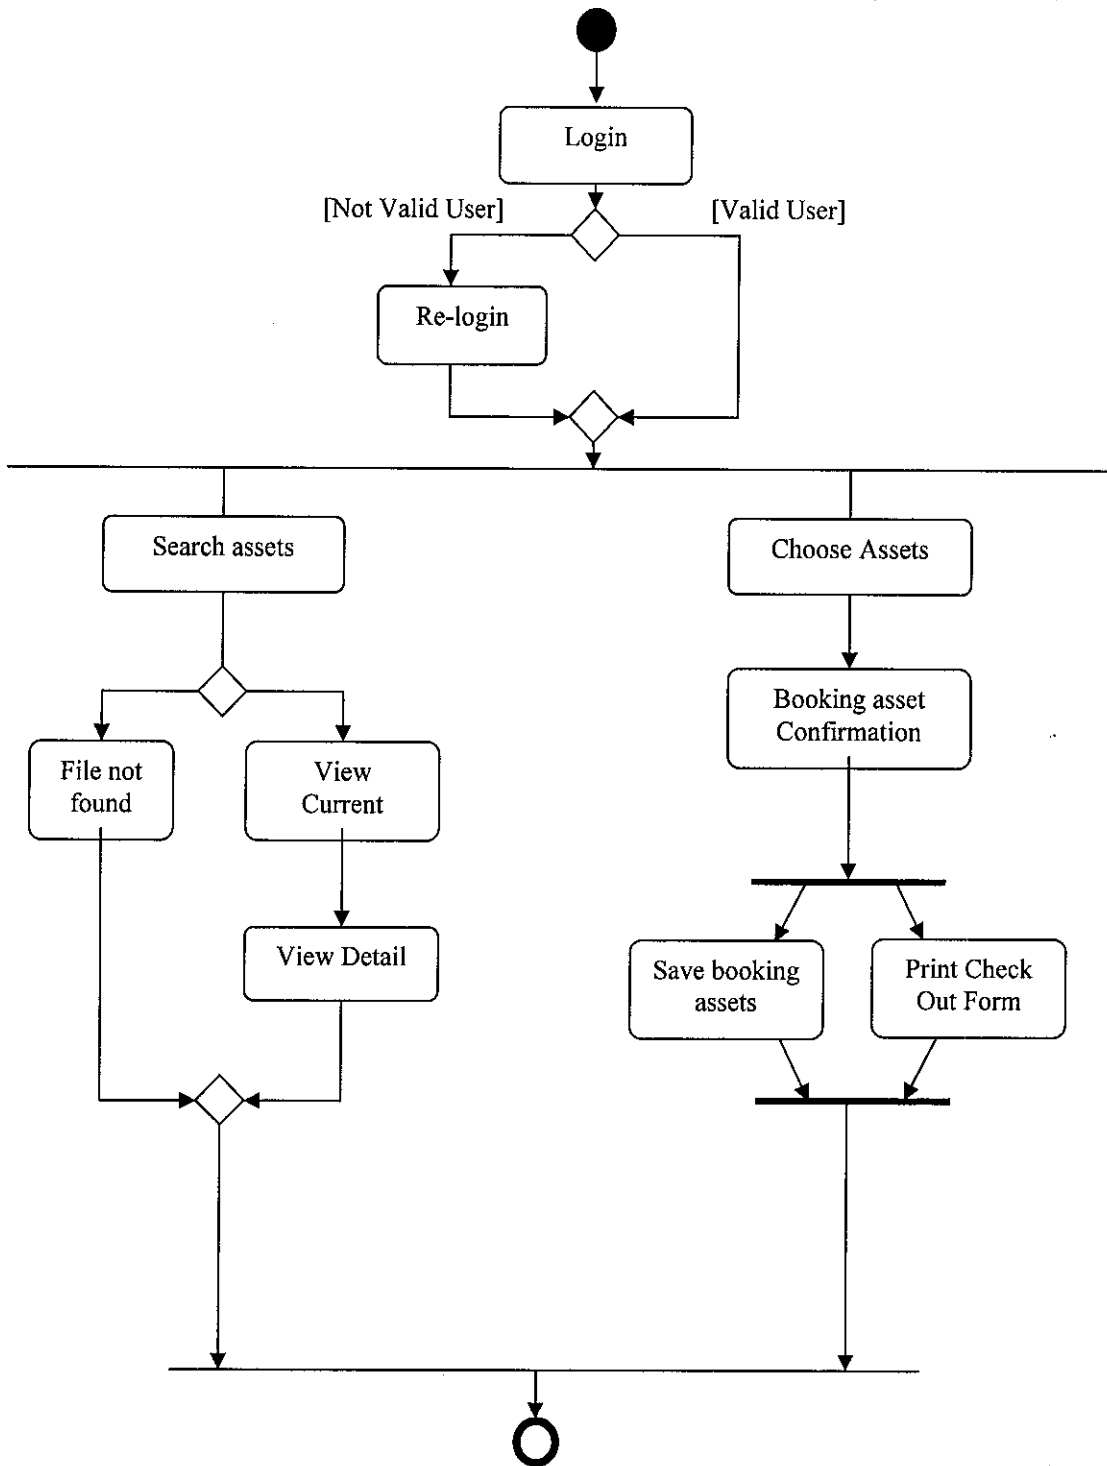 Login
[Not Valid User]
[Valid User]
Re-login
Search assets
Choose Assets
Booking asset
Confirmation
File not
found
View
Current
View Detail
Save booking
assets
Print Check
Out Form